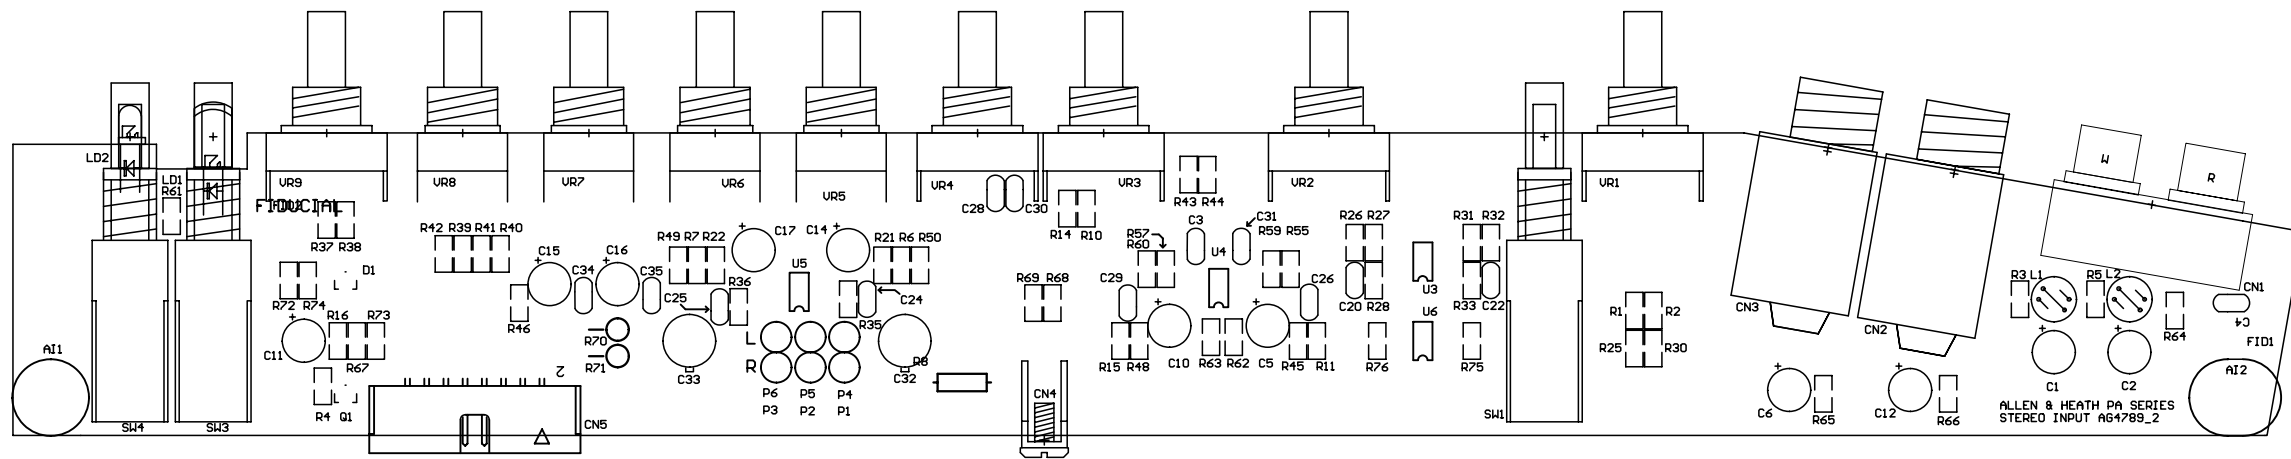 LD2
LD1
R61
VR9
VR8
VR7
VR6
VR5
VR4
VR3
VR2
VR1
W
R
FIDUCIAL
R37 R38
R42 R39 R41 R40
C15
C16
C34
C35
R49 R7 R22
C17
C14
R21 R6 R50
C28
C30
R14 R10
R43 R44
C3
C31
R59 R55
R57
R60
R26 R27
R31 R32
U4
U5
U3
U6
D1
R72 R74
R16
R73
R67
C11
R46
C25
R36
C24
R35
R69 R68
C29
C26
C20
R28
R33
C22
R1
R2
R25
R30
CN3
CN2
R3 L1
R5 L2
CN1
C4
R64
FID1
AI1
R70
R71
L
R
C33
R8
C32
P6 P5 P4
P3 P2 P1
R15 R48
C10
R63 R62
C5
R45 R11
R76
R75
C1
C2
AI2
R4 Q1
2
CN5
CN4
SW4
SW3
SW1
C6
R65
C12
R66
ALLEN & HEATH PA SERIES
STEREO INPUT AG4789_2